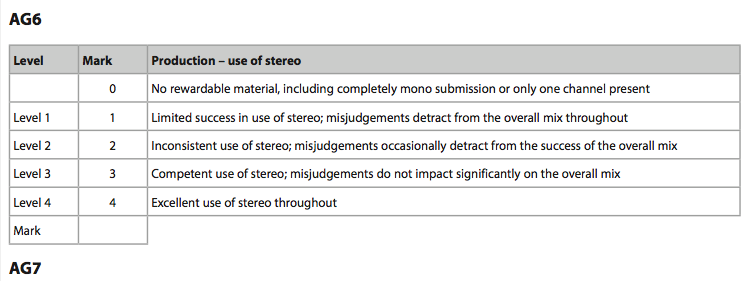 AG6
Level Mark Production – use of stereo
0 No rewardable material, including completely mono submission or only one channel present
Level 1 1 Limited success in use of stereo; misjudgements detract from the overall mix throughout
Level 2 2 Inconsistent use of stereo; misjudgements occasionally detract from the success of the overall mix
Level 3 3 Competent use of stereo; misjudgements do not impact significantly on the overall mix
Level 4 4 Excellent use of stereo throughout
Mark
AG7